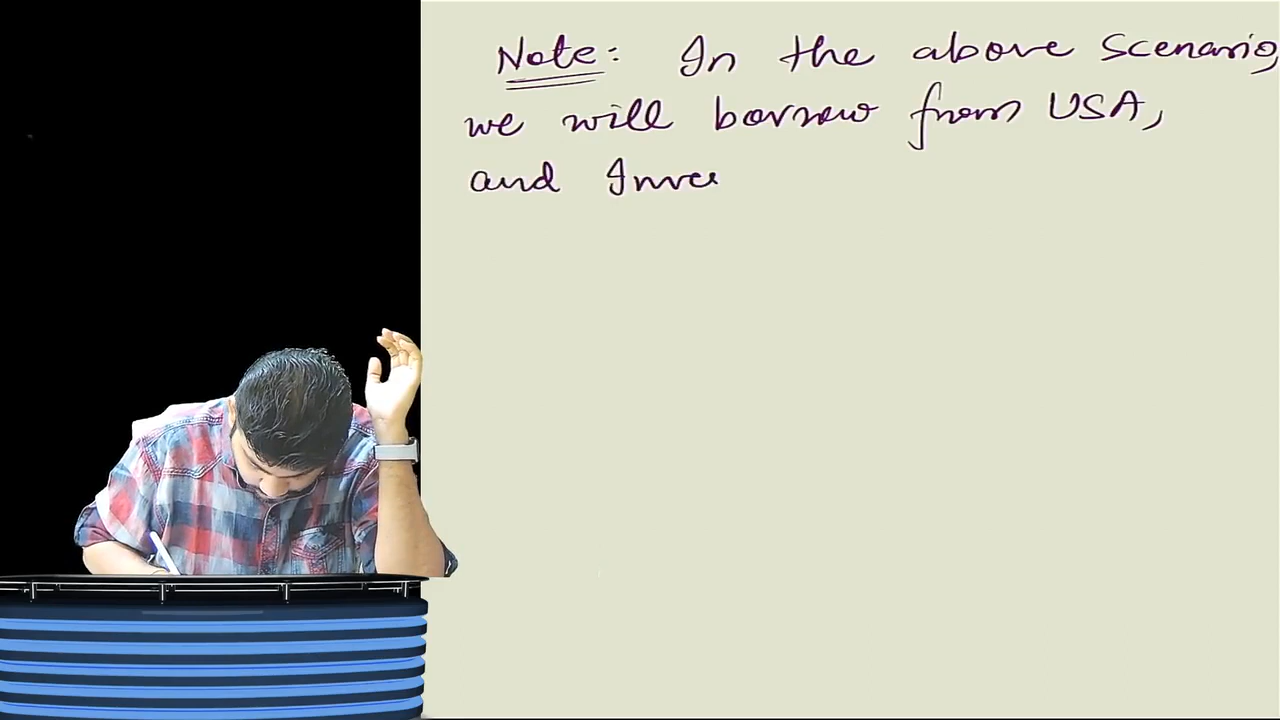 Note: In the above Scenario,
we will borrow from USA,
and Inve